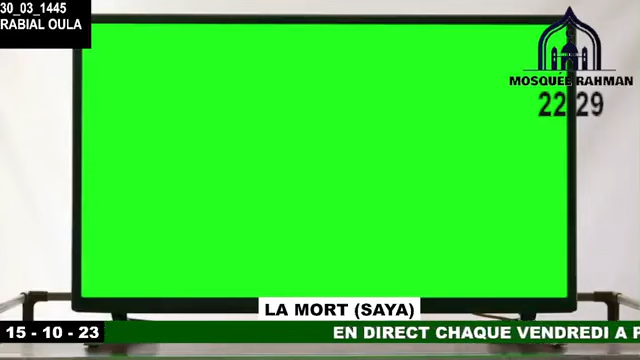 30_03_1445
RABIAL OULA
MOSQUÉE RAHMAN
22 29
LA MORT (SAYA)
15 - 10 - 23
EN DIRECT CHAQUE VENDREDI A